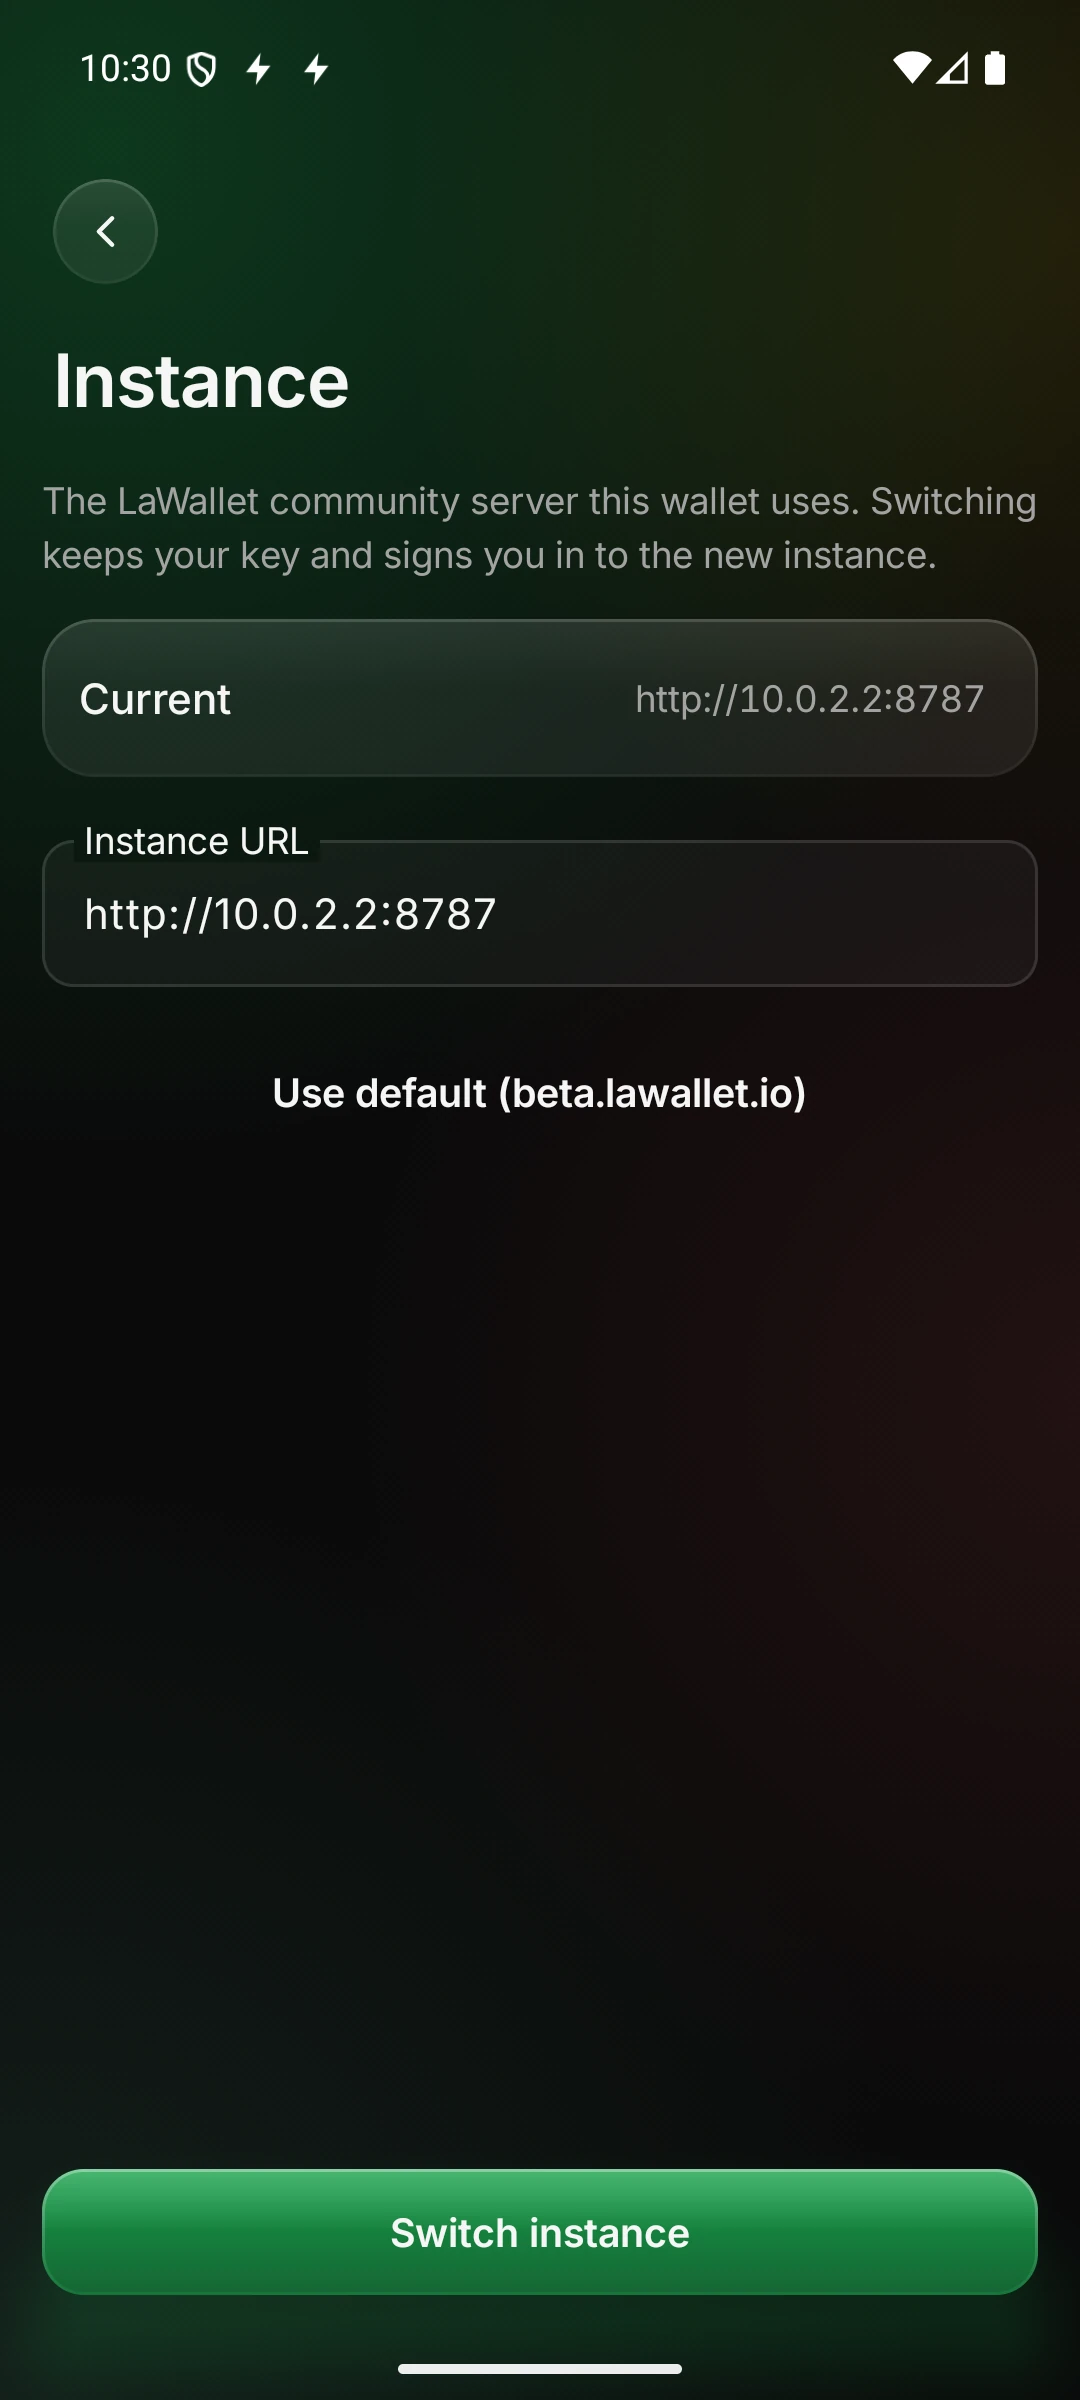 10:30
Instance
The LaWallet community server this wallet uses. Switching
keeps your key and signs you in to the new instance.
Current http://10.0.2.2:8787
Instance URL
http://10.0.2.2:8787
Use default (beta.lawallet.io)
Switch instance